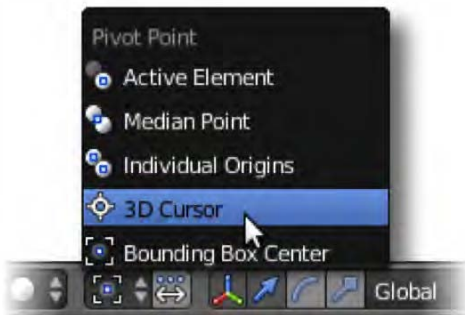 Pivot Point
Active Element
Median Point
Individual Origins
3D Cursor
Bounding Box Center
Global